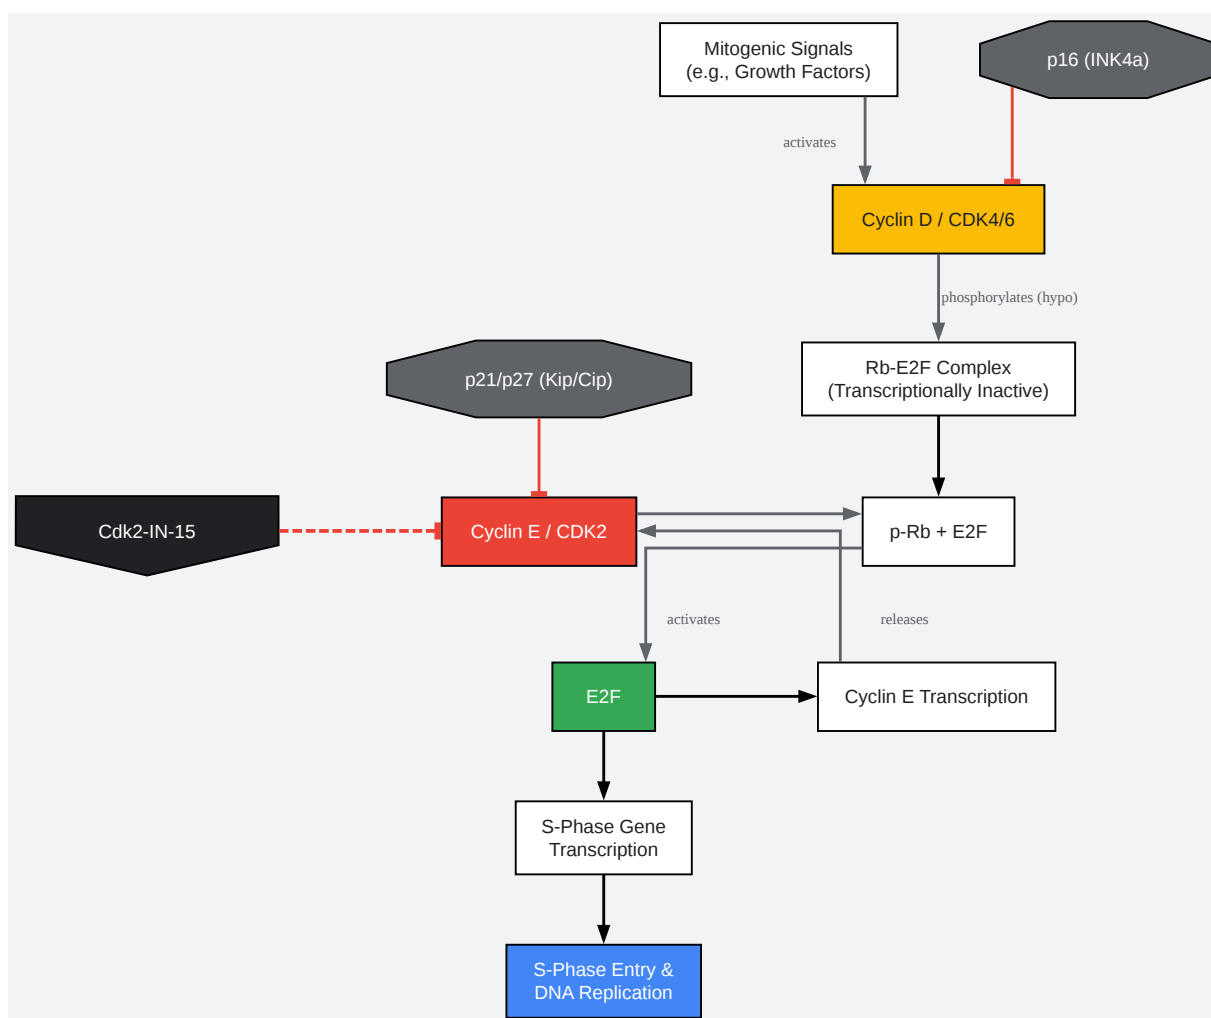 Mitogenic Signals
(e.g., Growth Factors)
p16 (INK4a)
activates
Cyclin D / CDK4/6
phosphorylates (hypo)
p21/p27 (Kip/Cip)
Rb-E2F Complex
(Transcriptionally Inactive)
Cdk2-IN-15
Cyclin E / CDK2
p-Rb + E2F
activates
releases
E2F
Cyclin E Transcription
S-Phase Gene
Transcription
S-Phase Entry &
DNA Replication